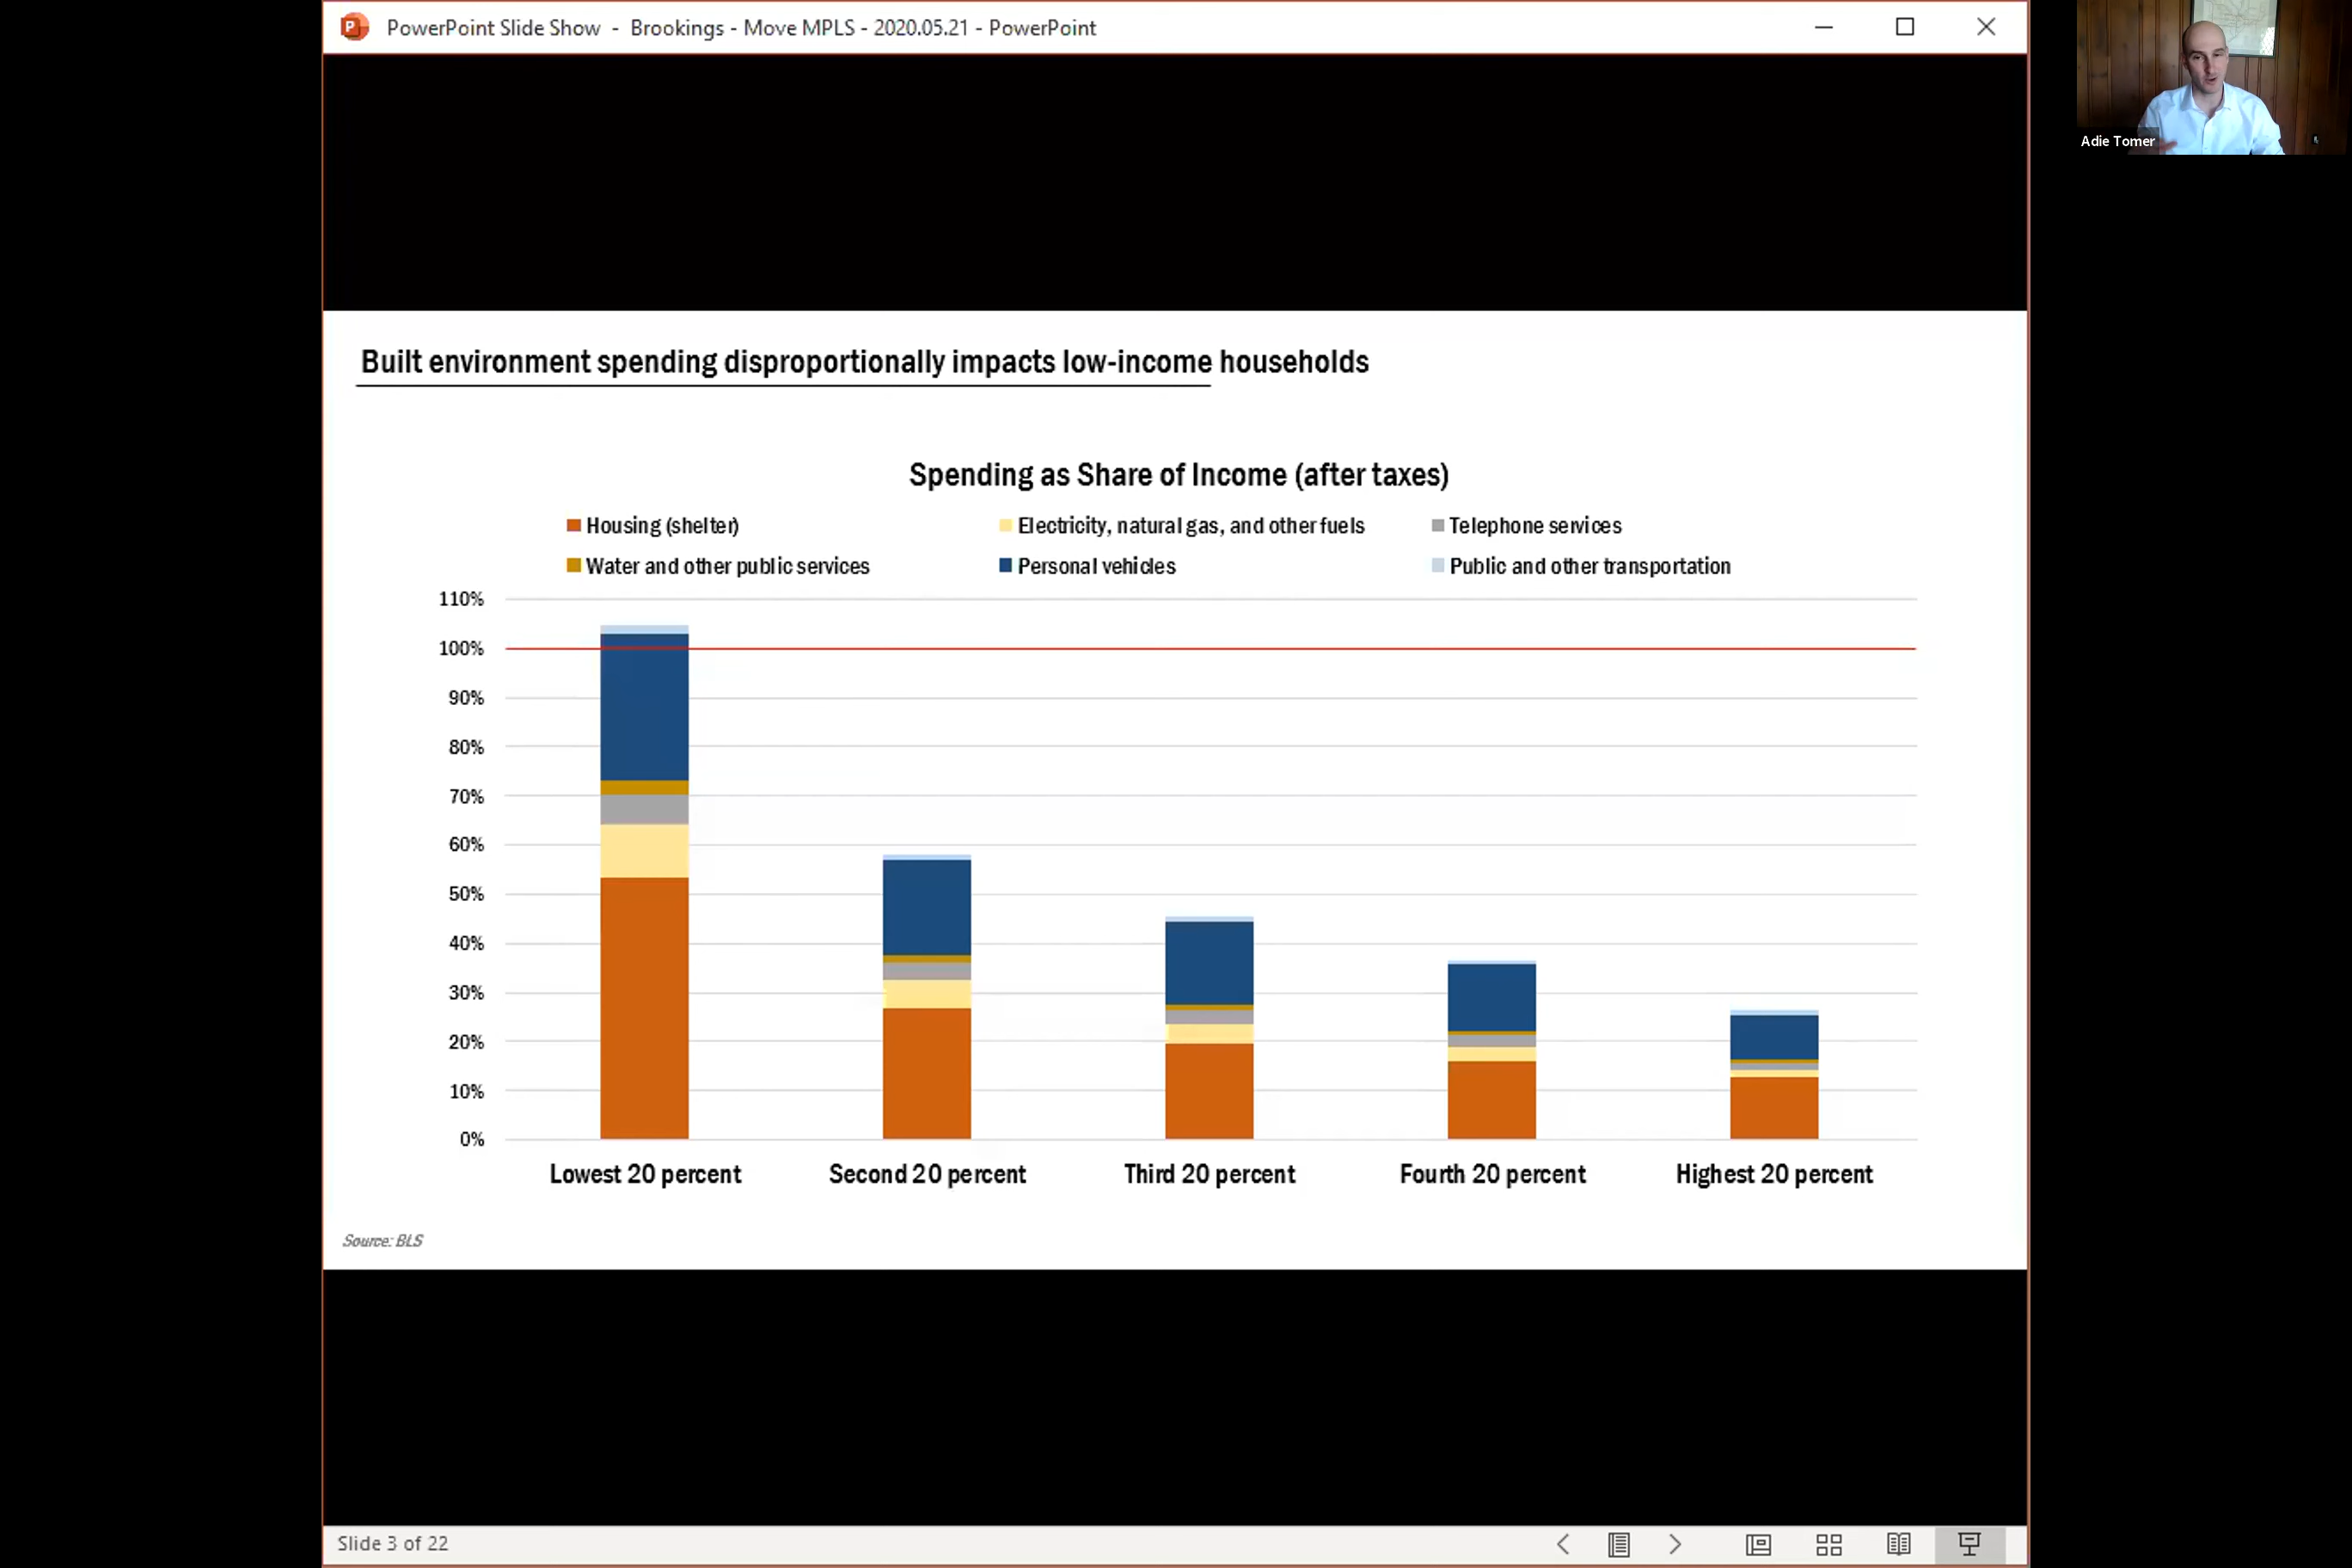 PowerPoint Slide Show - Brookings - Move MPLS - 2020.05.21 - PowerPoint
Adie Tomer
Built environment spending disproportionally impacts low-income households
Spending as Share of Income (after taxes)
Housing (shelter)
Electricity, natural gas, and other fuels
Telephone services
Water and other public services
Personal vehicles
Public and other transportation
110%
100%
90%
80%
70%
60%
50%
40%
30%
20%
10%
0%
Lowest 20 percent
Second 20 percent
Third 20 percent
Fourth 20 percent
Highest 20 percent
Source: BLS
Slide 3 of 22